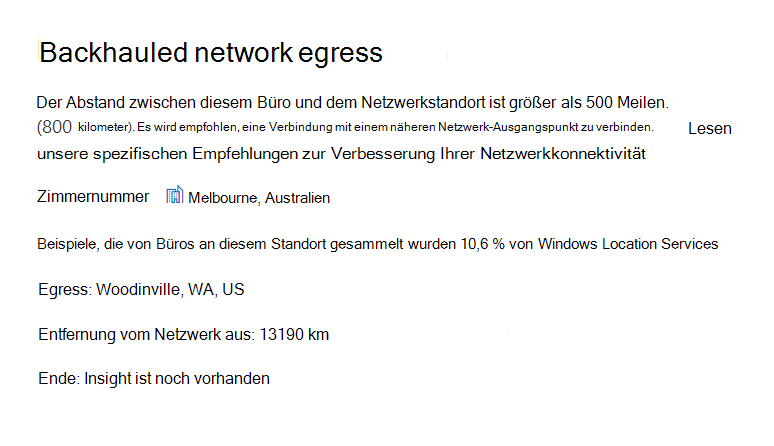 Backhauled network egress
Der Abstand zwischen diesem Büro und dem Netzwerkstandort ist größer als 500 Meilen.
(800 kilometer). Es wird empfohlen, eine Verbindung mit einem näheren Netzwerk-Ausgangspunkt zu verbinden. Lesen
unsere spezifischen Empfehlungen zur Verbesserung Ihrer Netzwerkkonnektivität
Zimmernummer Melbourne, Australien
Beispiele, die von Büros an diesem Standort gesammelt wurden 10,6 % von Windows Location Services
Egress: Woodinville, WA, US
Entfernung vom Netzwerk aus: 13190 km
Ende: Insight ist noch vorhanden